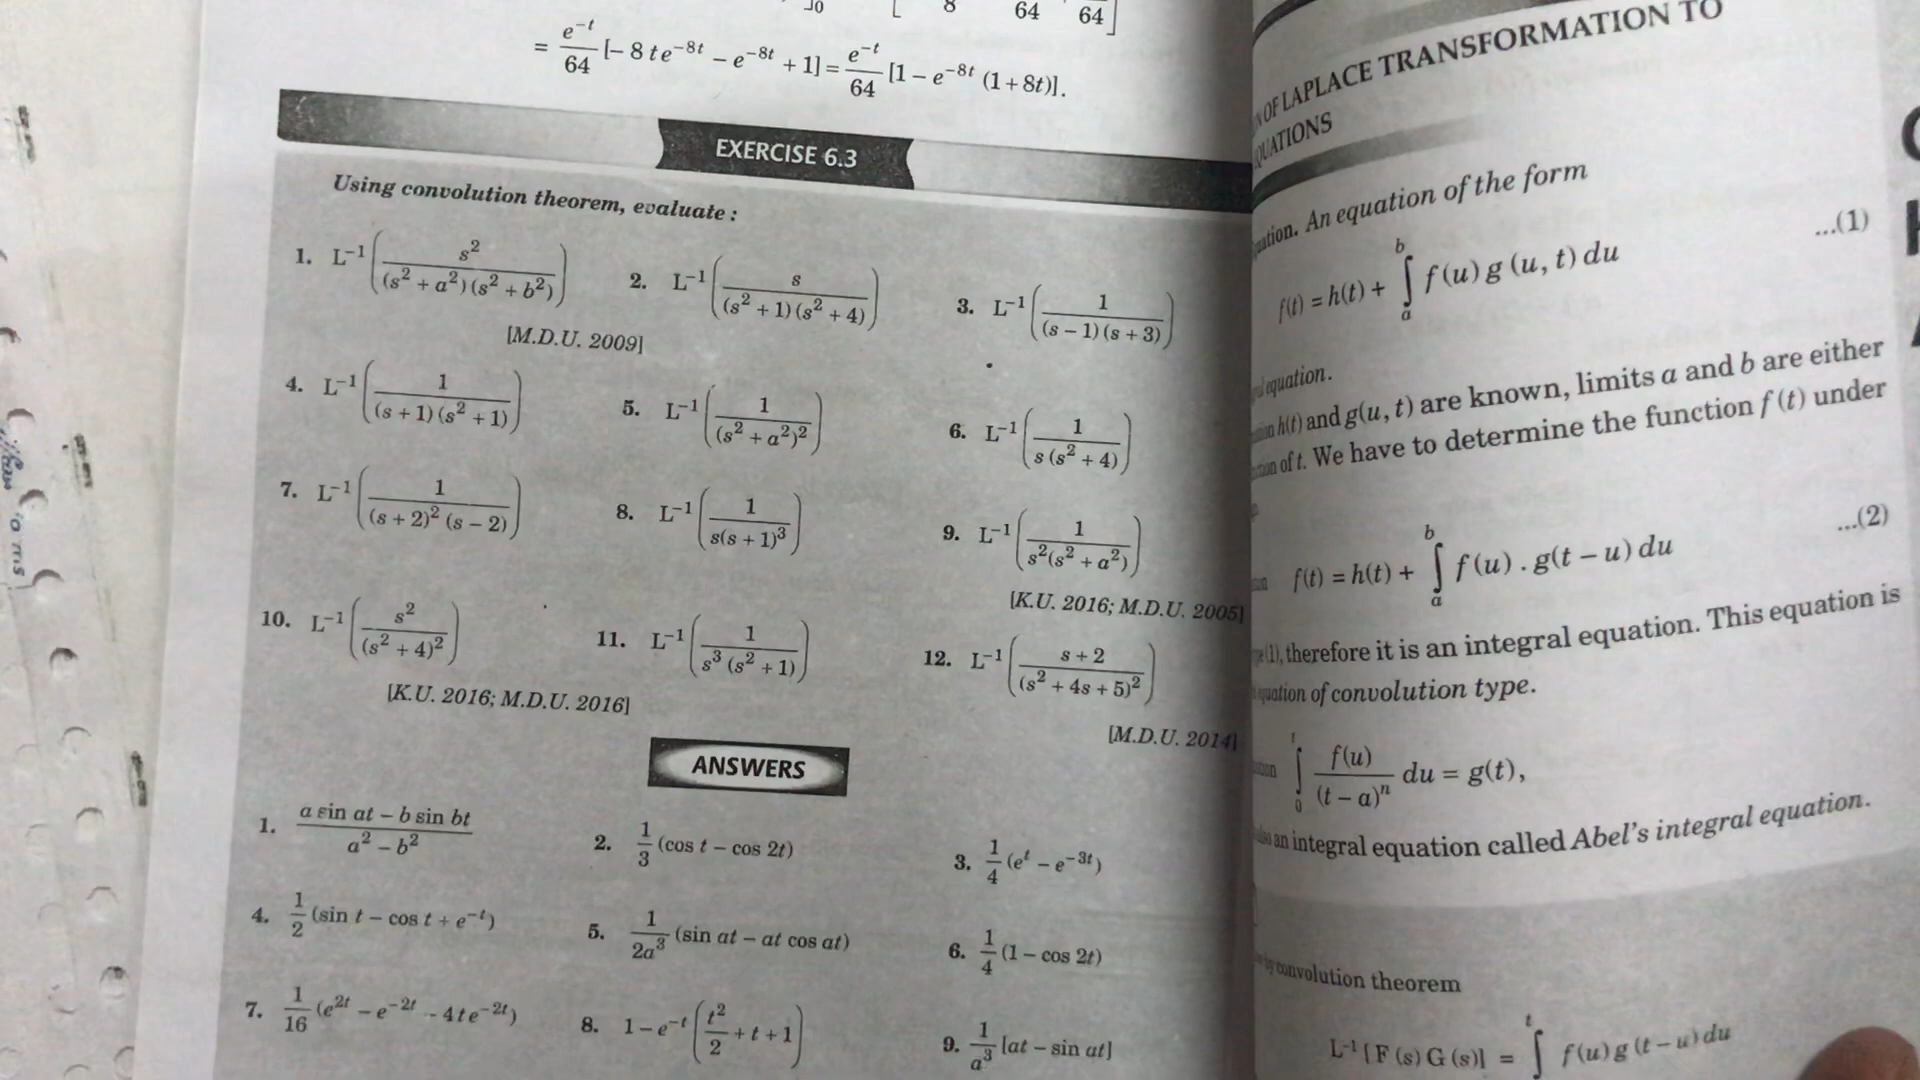 = e^{-t}/64 [– 8 te^{-8t} – e^{-8t} + 1] = e^{-t}/64 [1 – e^{-8t} (1 + 8t)].
EXERCISE 6.3
Using convolution theorem, evaluate :
1. L^{-1}(s^2/((s^2 + a^2)(s^2 + b^2)))
2. L^{-1}(s/((s^2 + 1)(s^2 + 4)))
3. L^{-1}(1/((s – 1)(s + 3)))
[M.D.U. 2009]
4. L^{-1}(1/((s + 1)(s^2 + 1)))
5. L^{-1}(1/(s^2 + a^2)^2)
6. L^{-1}(1/(s(s^2 + 4)))
7. L^{-1}(1/((s + 2)^2 (s – 2)))
8. L^{-1}(1/(s(s + 1)^3))
9. L^{-1}(1/(s^2(s^2 + a^2)))
[K.U. 2016; M.D.U. 2005]
10. L^{-1}(s^2/(s^2 + 4)^2)
11. L^{-1}(1/(s^3 (s^2 + 1)))
12. L^{-1}((s + 2)/(s^2 + 4s + 5)^2)
[K.U. 2016; M.D.U. 2016]
[M.D.U. 2014]
ANSWERS
1. (a sin at – b sin bt)/(a^2 – b^2)
2. 1/3 (cos t – cos 2t)
3. 1/4 (e^t – e^{-3t})
4. 1/2 (sin t – cos t + e^{-t})
5. 1/(2a^3) (sin at – at cos at)
6. 1/4 (1 – cos 2t)
7. 1/16 (e^{2t} – e^{-2t} - 4te^{-2t})
8. 1 – e^{-t} (t^2/2 + t + 1)
9. 1/a^3 [at – sin at]
OF LAPLACE TRANSFORMATION TO
An equation of the form
f(t) = h(t) + ∫_a^b f(u) g (u, t) du ...(1)
equation.
h(t) and g(u, t) are known, limits a and b are either
of t. We have to determine the function f (t) under
f(t) = h(t) + ∫_a^b f(u) . g(t – u) du ...(2)
(1), therefore it is an integral equation. This equation is
of convolution type.
∫_0^t f(u)/(t – a)^n du = g(t),
an integral equation called Abel's integral equation.
convolution theorem
L^{-1} [F (s) G (s)] = ∫^t f(u) g (t – u) du